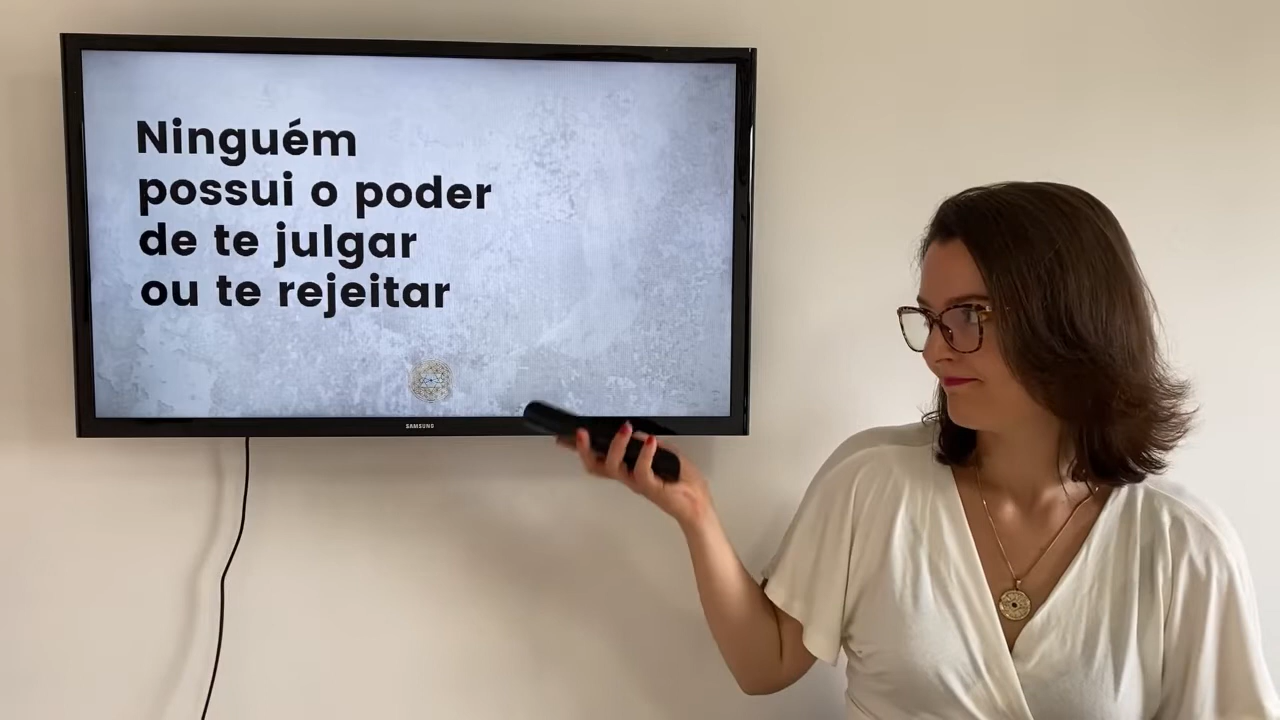 Ninguém
possui o poder
de te julgar
ou te rejeitar
SAMSUNG